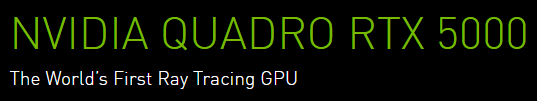 NVIDIA QUADRO RTX 5000
The World's First Ray Tracing GPU